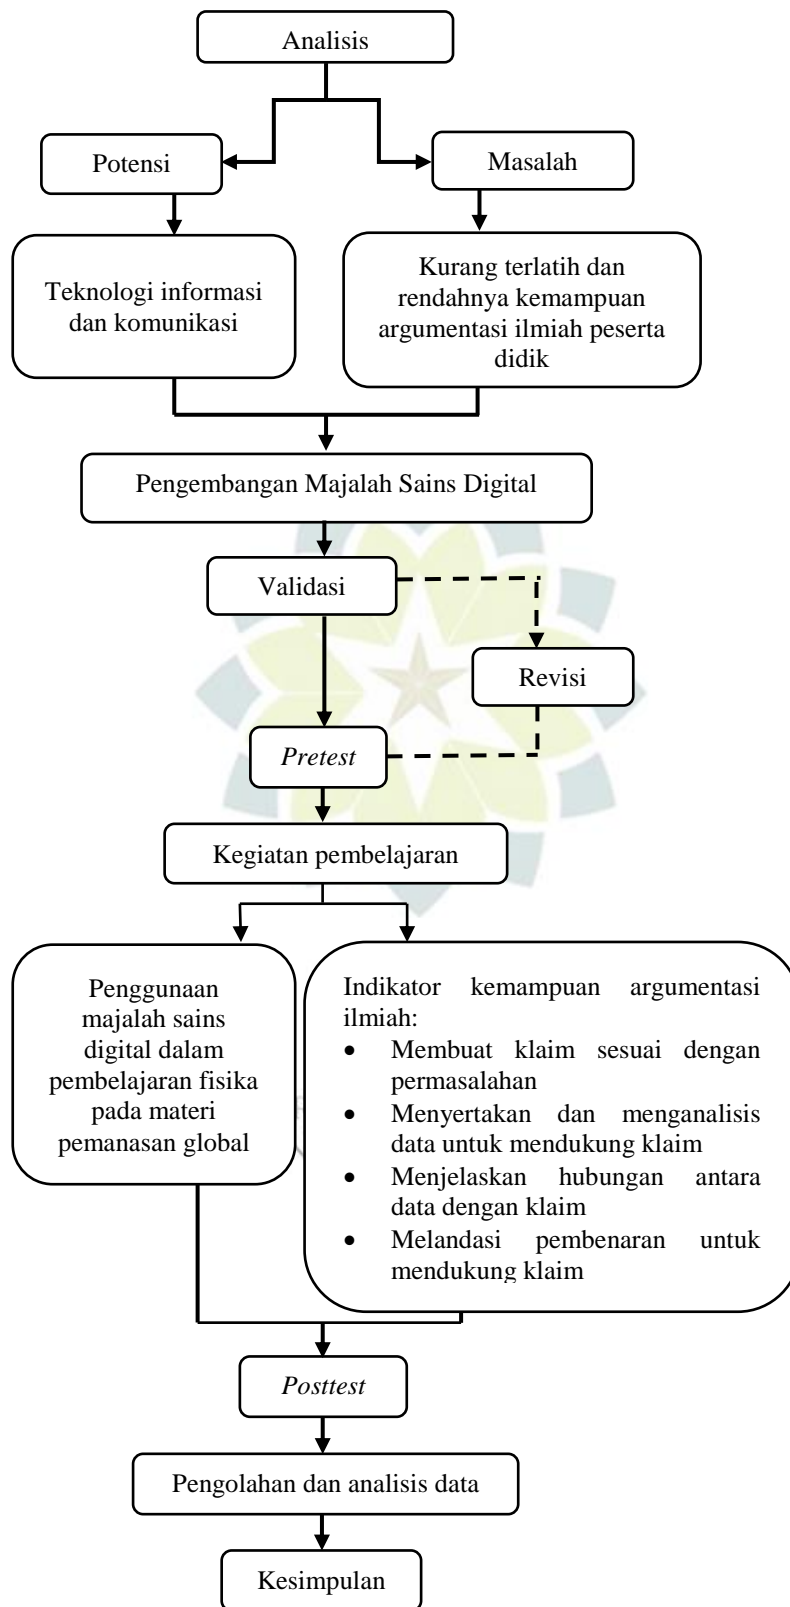 Analisis
Potensi
Masalah
Teknologi informasi
dan komunikasi
Kurang terlatih dan
rendahnya kemampuan
argumentasi ilmiah peserta
didik
Pengembangan Majalah Sains Digital
Validasi
Revisi
Pretest
Kegiatan pembelajaran
Penggunaan
majalah sains
digital dalam
pembelajaran fisika
pada materi
pemanasan global
Indikator kemampuan argumentasi
ilmiah:
• Membuat klaim sesuai dengan
permasalahan
• Menyertakan dan menganalisis
data untuk mendukung klaim
• Menjelaskan hubungan antara
data dengan klaim
• Melandasi pembenaran untuk
mendukung klaim
Posttest
Pengolahan dan analisis data
Kesimpulan